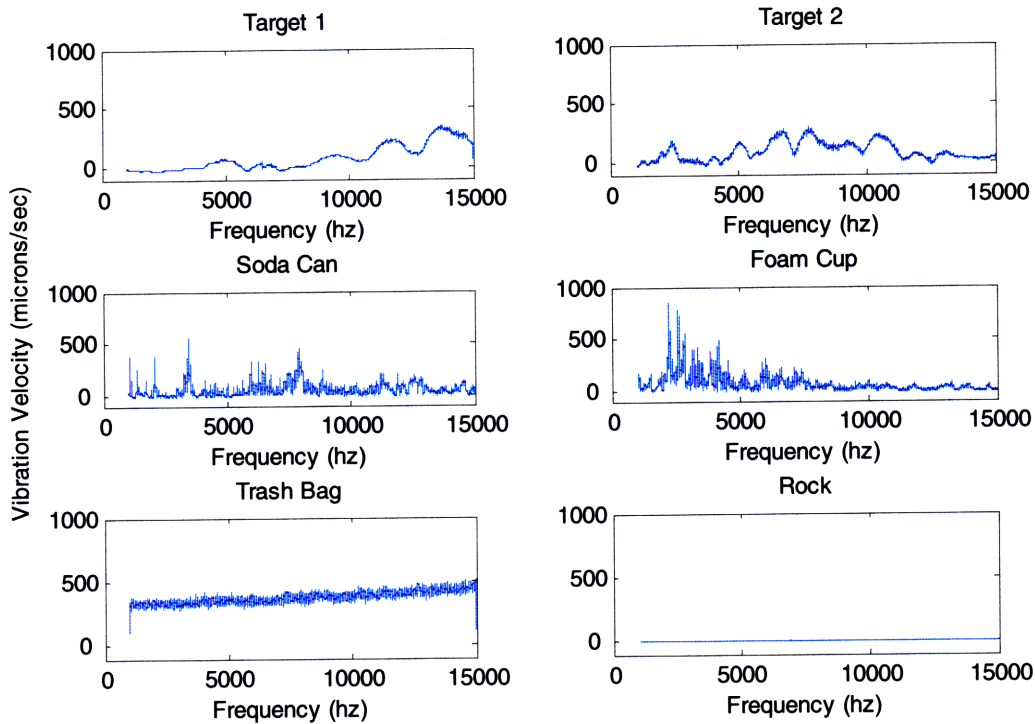 Vibration Velocity (microns/sec)
Target 1
1000
500
0
0 5000 10000 15000
Frequency (hz)
Target 2
1000
500
0
0 5000 10000 15000
Frequency (hz)
Soda Can
1000
500
0
0 5000 10000 15000
Frequency (hz)
Foam Cup
1000
500
0
0 5000 10000 15000
Frequency (hz)
Trash Bag
1000
500
0
0 5000 10000 15000
Frequency (hz)
Rock
1000
500
0
0 5000 10000 15000
Frequency (hz)